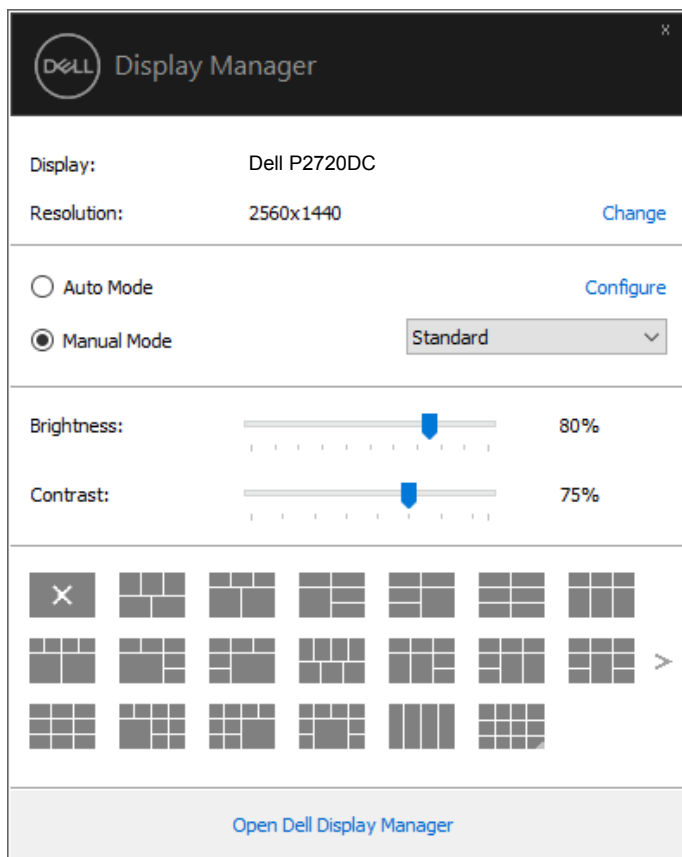 x
DELL Display Manager
Display: Dell P2720DC
Resolution: 2560x1440 Change
Auto Mode Configure
Manual Mode Standard
Brightness: 80%
Contrast: 75%
>
Open Dell Display Manager